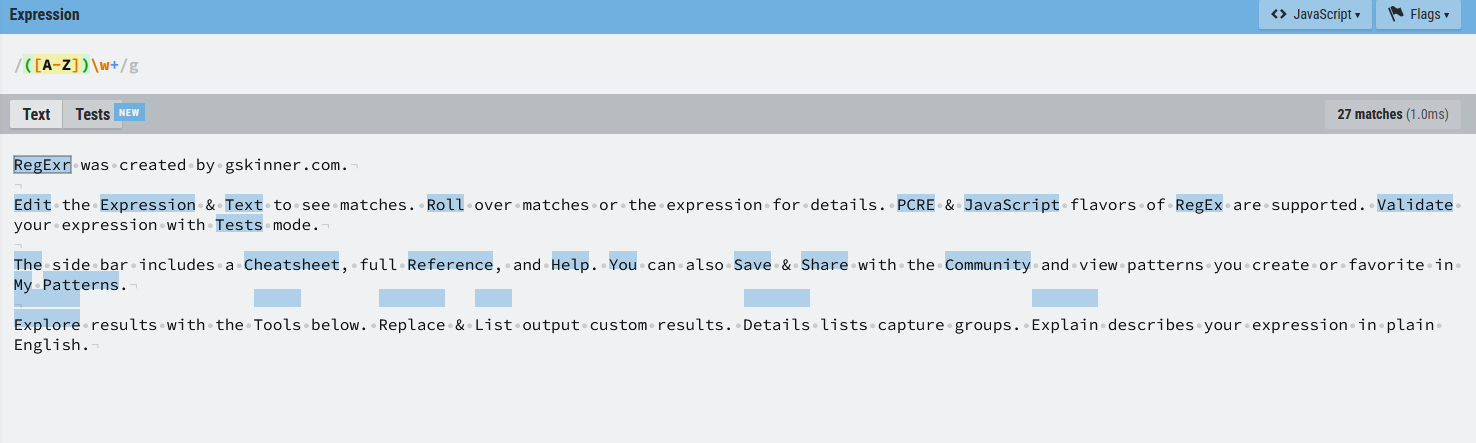 Expression
<> JavaScript ▾
Flags ▾
/([A-Z])\w+/g
Text
Tests
NEW
27 matches (1.0ms)
RegExr was created by gskinner.com.
Edit the Expression & Text to see matches. Roll over matches or the expression for details. PCRE & JavaScript flavors of RegEx are supported. Validate
your expression with Tests mode.
The side bar includes a Cheatsheet, full Reference, and Help. You can also Save & Share with the Community and view patterns you create or favorite in
My Patterns.
Explore results with the Tools below. Replace & List output custom results. Details lists capture groups. Explain describes your expression in plain
English.